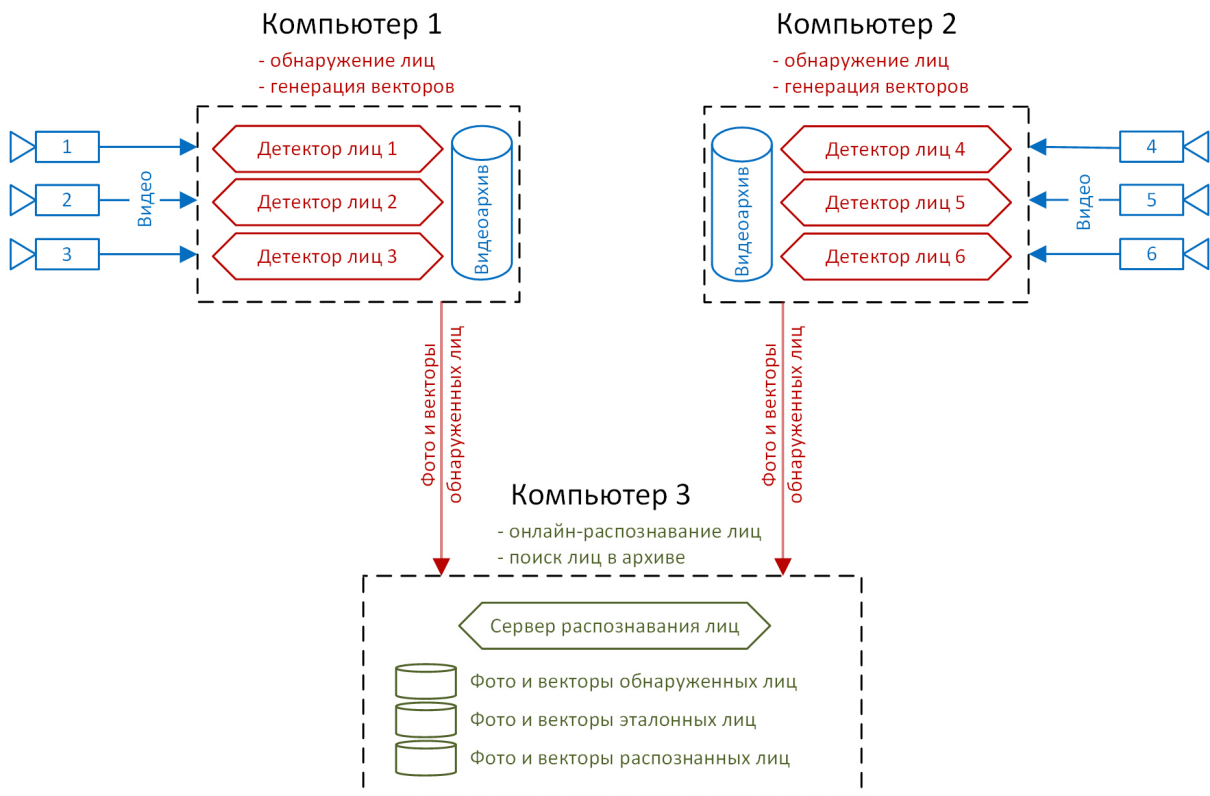 Компьютер 1
- обнаружение лиц
- генерация векторов
1
2
3
Видео
Детектор лиц 1
Детектор лиц 2
Детектор лиц 3
Видеоархив
Компьютер 2
- обнаружение лиц
- генерация векторов
Видеоархив
Детектор лиц 4
Детектор лиц 5
Детектор лиц 6
Видео
4
5
6
Фото и векторы
обнаруженных лиц
Фото и векторы
обнаруженных лиц
Компьютер 3
- онлайн-распознавание лиц
- поиск лиц в архиве
Сервер распознавания лиц
Фото и векторы обнаруженных лиц
Фото и векторы эталонных лиц
Фото и векторы распознанных лиц